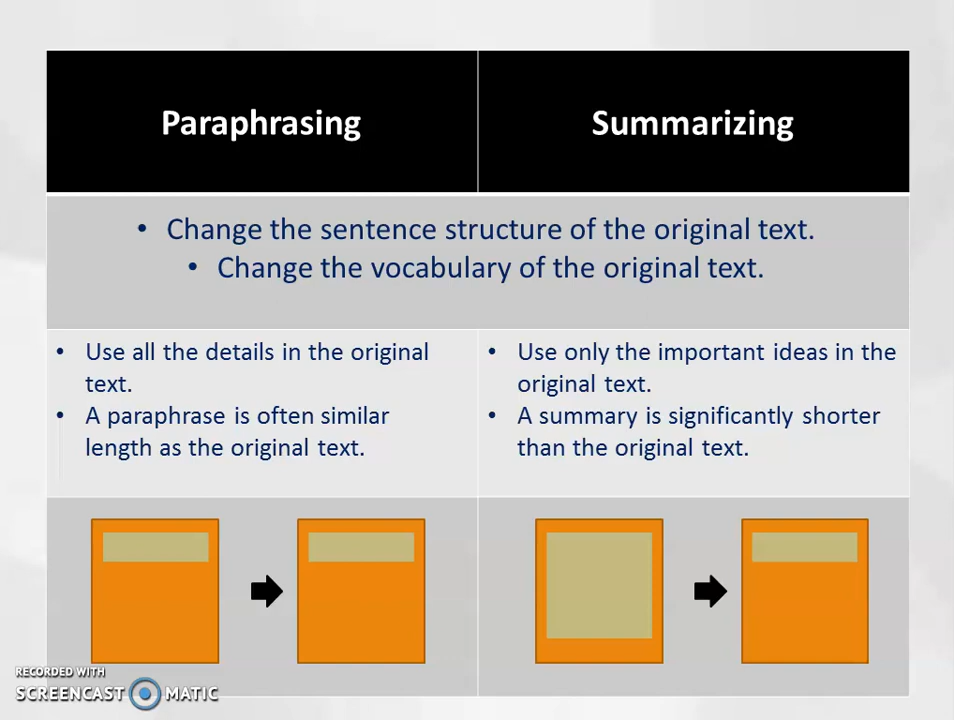 Paraphrasing
Summarizing
• Change the sentence structure of the original text.
• Change the vocabulary of the original text.
• Use all the details in the original
text.
• A paraphrase is often similar
length as the original text.
• Use only the important ideas in the
original text.
• A summary is significantly shorter
than the original text.
RECORDED WITH
SCREENCAST MATIC